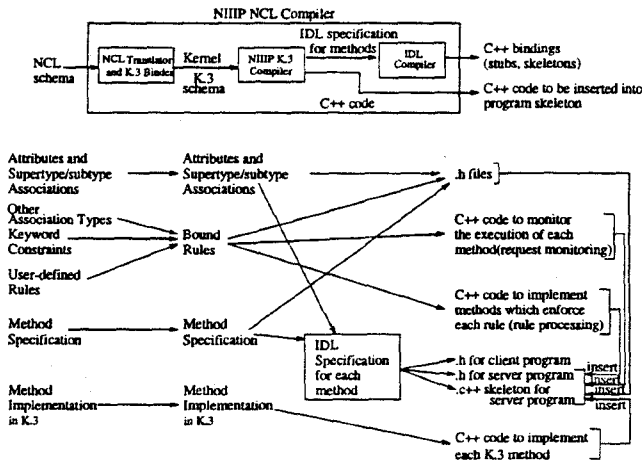 NIIIP NCL Compiler
NCL
schema
NCL Translator
and K.3 Binder
Kernel
K.3
schema
NIIIP K.3
Compiler
IDL specification
for methods
IDL
Compiler
C++ code
C++ bindings
(stubs, skeletons)
C++ code to be inserted into
program skeleton
Attributes and
Supertype/subtype
Associations
Attributes and
Supertype/subtype
Associations
.h files
Other
Association Types
Keyword
Constraints
User-defined
Rules
Bound
Rules
C++ code to monitor
the execution of each
method(request monitoring)
C++ code to implement
methods which enforce
each rule (rule processing)
Method
Specification
Method
Specification
IDL
Specification
for each
method
.h for client program
.h for server program
.c++ skeleton for
server program
insert
insert
insert
insert
Method
Implementation
in K.3
Method
Implementation
in K.3
C++ code to implement
each K.3 method